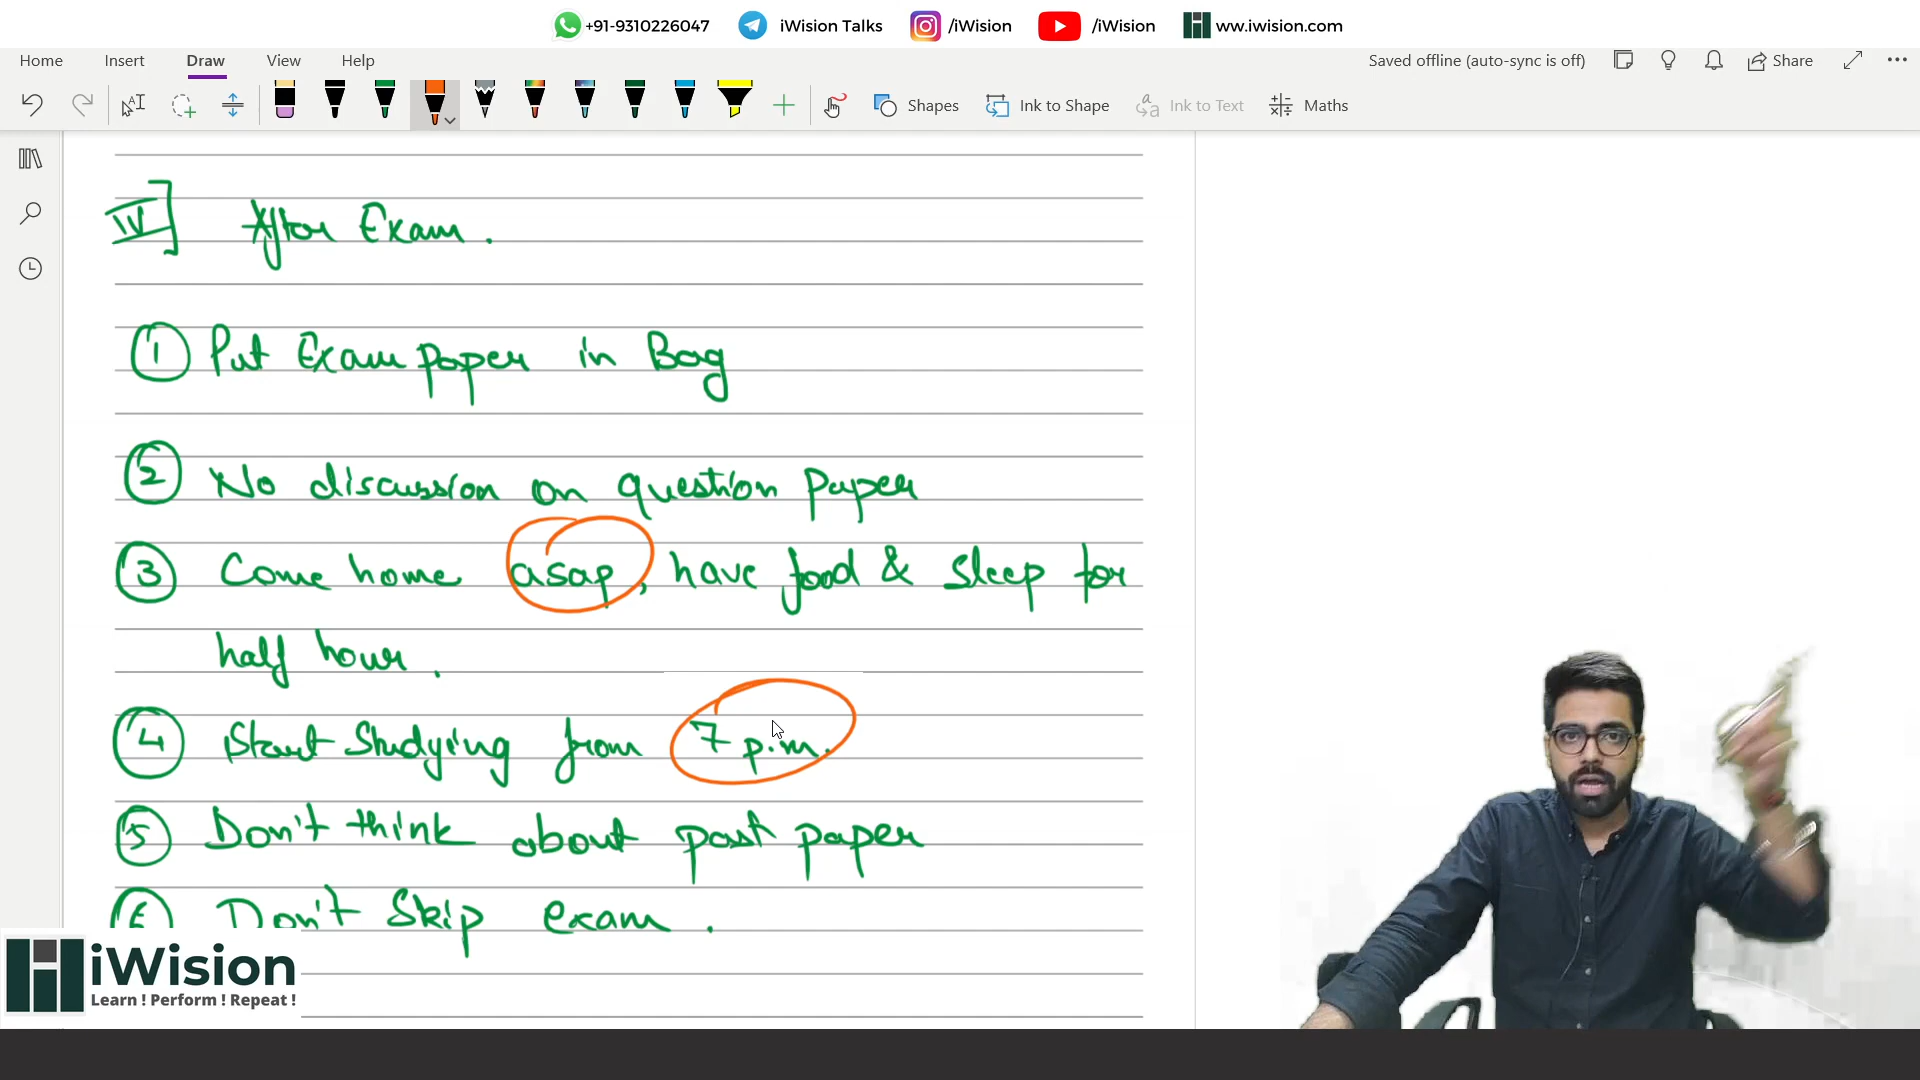 +91-9310226047 iWision Talks /iWision /iWision ww.iwision.com
Home Insert Draw View Help Saved offline (auto-sync is off) Share
Shapes Ink to Shape Ink to Text Maths
IV] After Exam.
1 Put Exam paper in Bag
2 No discussion on question Paper
3 Come home asap, have food & sleep for
half hour.
4 Start Studying from 7 p.m.
5 Don't think about past paper
6 Don't Skip exam.
iWision
Learn ! Perform ! Repeat !